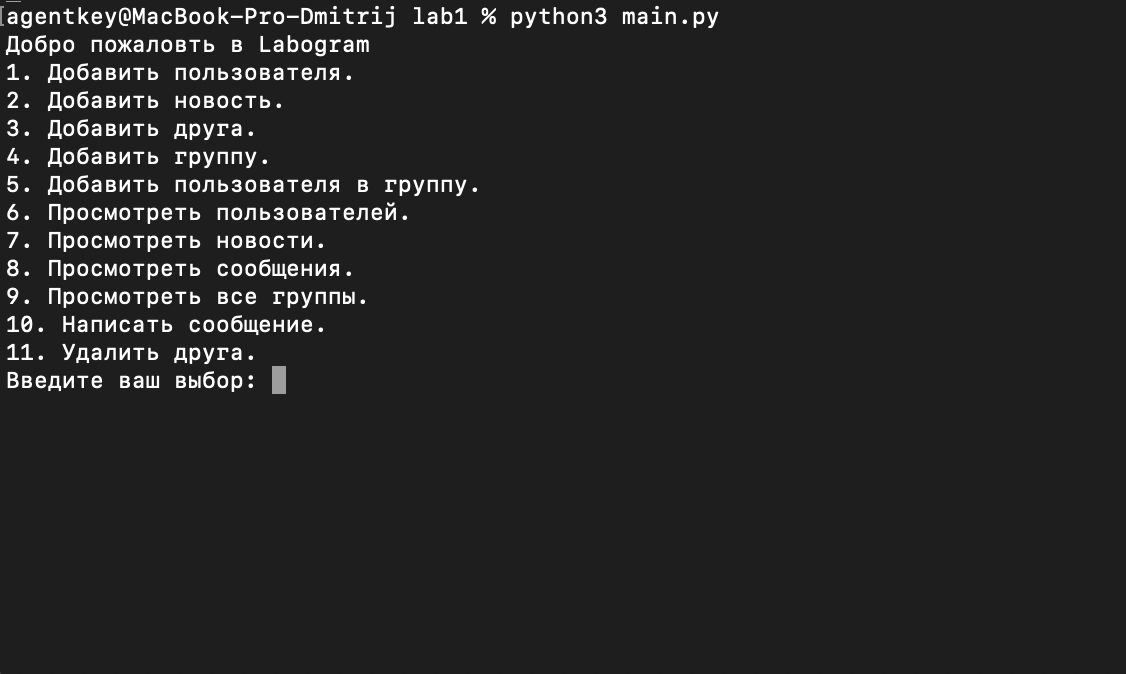 agentkey@MacBook-Pro-Dmitrij lab1 % python3 main.py
Добро пожаловть в Labogram
1. Добавить пользователя.
2. Добавить новость.
3. Добавить друга.
4. Добавить группу.
5. Добавить пользователя в группу.
6. Просмотреть пользователей.
7. Просмотреть новости.
8. Просмотреть сообщения.
9. Просмотреть все группы.
10. Написать сообщение.
11. Удалить друга.
Введите ваш выбор: